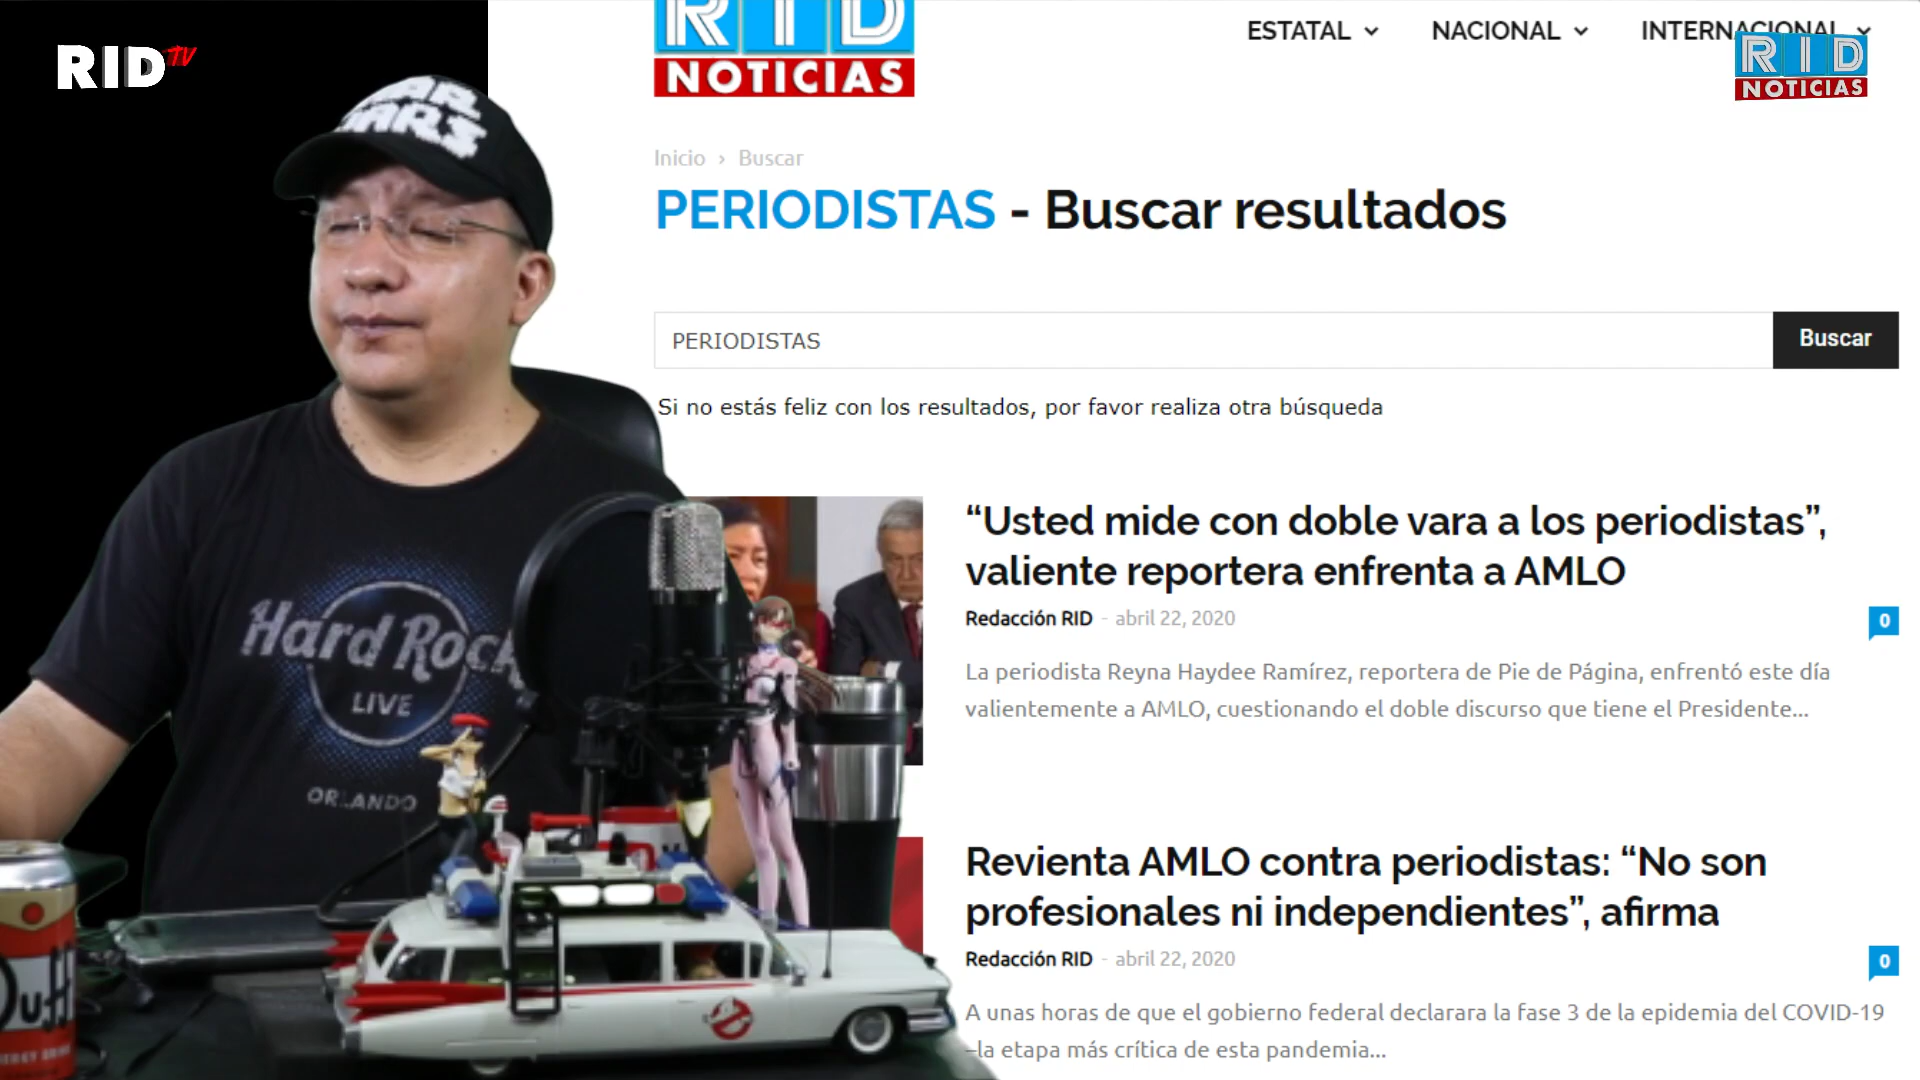 RID TV
RID
NOTICIAS
ESTATAL
NACIONAL
INTERNACIONAL
RID
NOTICIAS
Inicio › Buscar
PERIODISTAS - Buscar resultados
PERIODISTAS
Buscar
Si no estás feliz con los resultados, por favor realiza otra búsqueda
“Usted mide con doble vara a los periodistas”,
valiente reportera enfrenta a AMLO
Redacción RID - abril 22, 2020
0
La periodista Reyna Haydee Ramírez, reportera de Pie de Página, enfrentó este día
valientemente a AMLO, cuestionando el doble discurso que tiene el Presidente...
Revienta AMLO contra periodistas: “No son
profesionales ni independientes”, afirma
Redacción RID - abril 22, 2020
0
A unas horas de que el gobierno federal declarara la fase 3 de la epidemia del COVID-19
–la etapa más crítica de esta pandemia...
WARS
Hard Rock
LIVE
ORLANDO
Duff